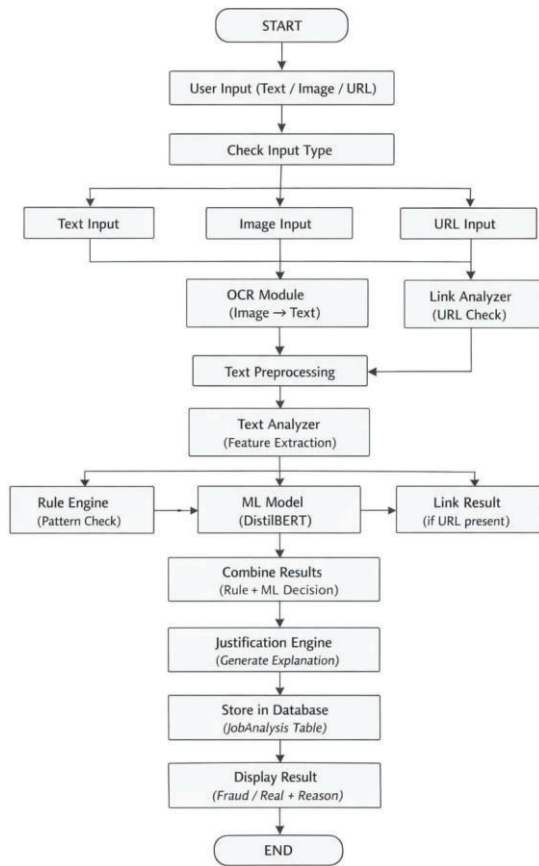 START
User Input (Text / Image / URL)
Check Input Type
Text Input
Image Input
URL Input
OCR Module
(Image → Text)
Link Analyzer
(URL Check)
Text Preprocessing
Text Analyzer
(Feature Extraction)
Rule Engine
(Pattern Check)
ML Model
(DistilBERT)
Link Result
(if URL present)
Combine Results
(Rule + ML Decision)
Justification Engine
(Generate Explanation)
Store in Database
(JobAnalysis Table)
Display Result
(Fraud / Real + Reason)
END